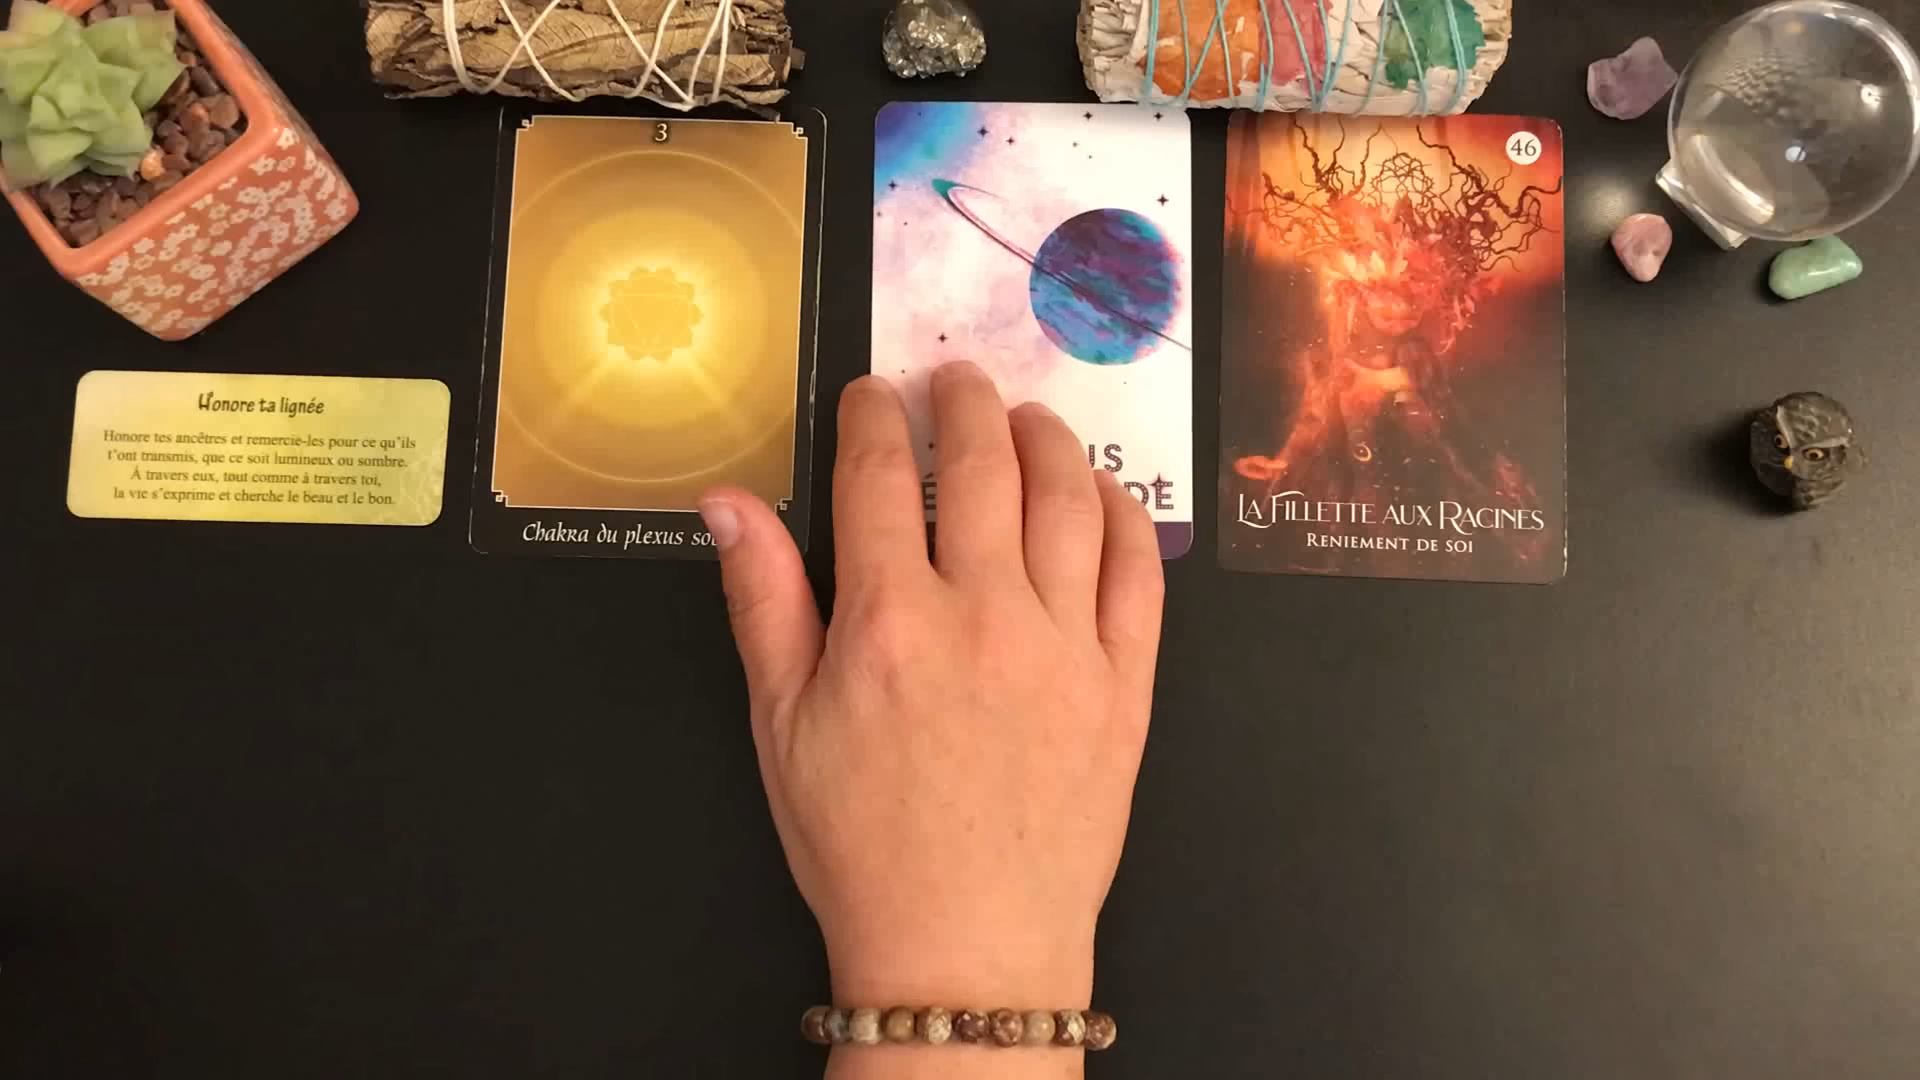 Honore ta lignée
Honore tes ancêtres et remercie-les pour ce qu'ils
t'ont transmis, que ce soit lumineux ou sombre.
À travers eux, tout comme à travers toi,
la vie s'exprime et cherche le beau et le bon.
3
Chakra du plexus
46
LA FILLETTE AUX RACINES
RENIEMENT DE SOI